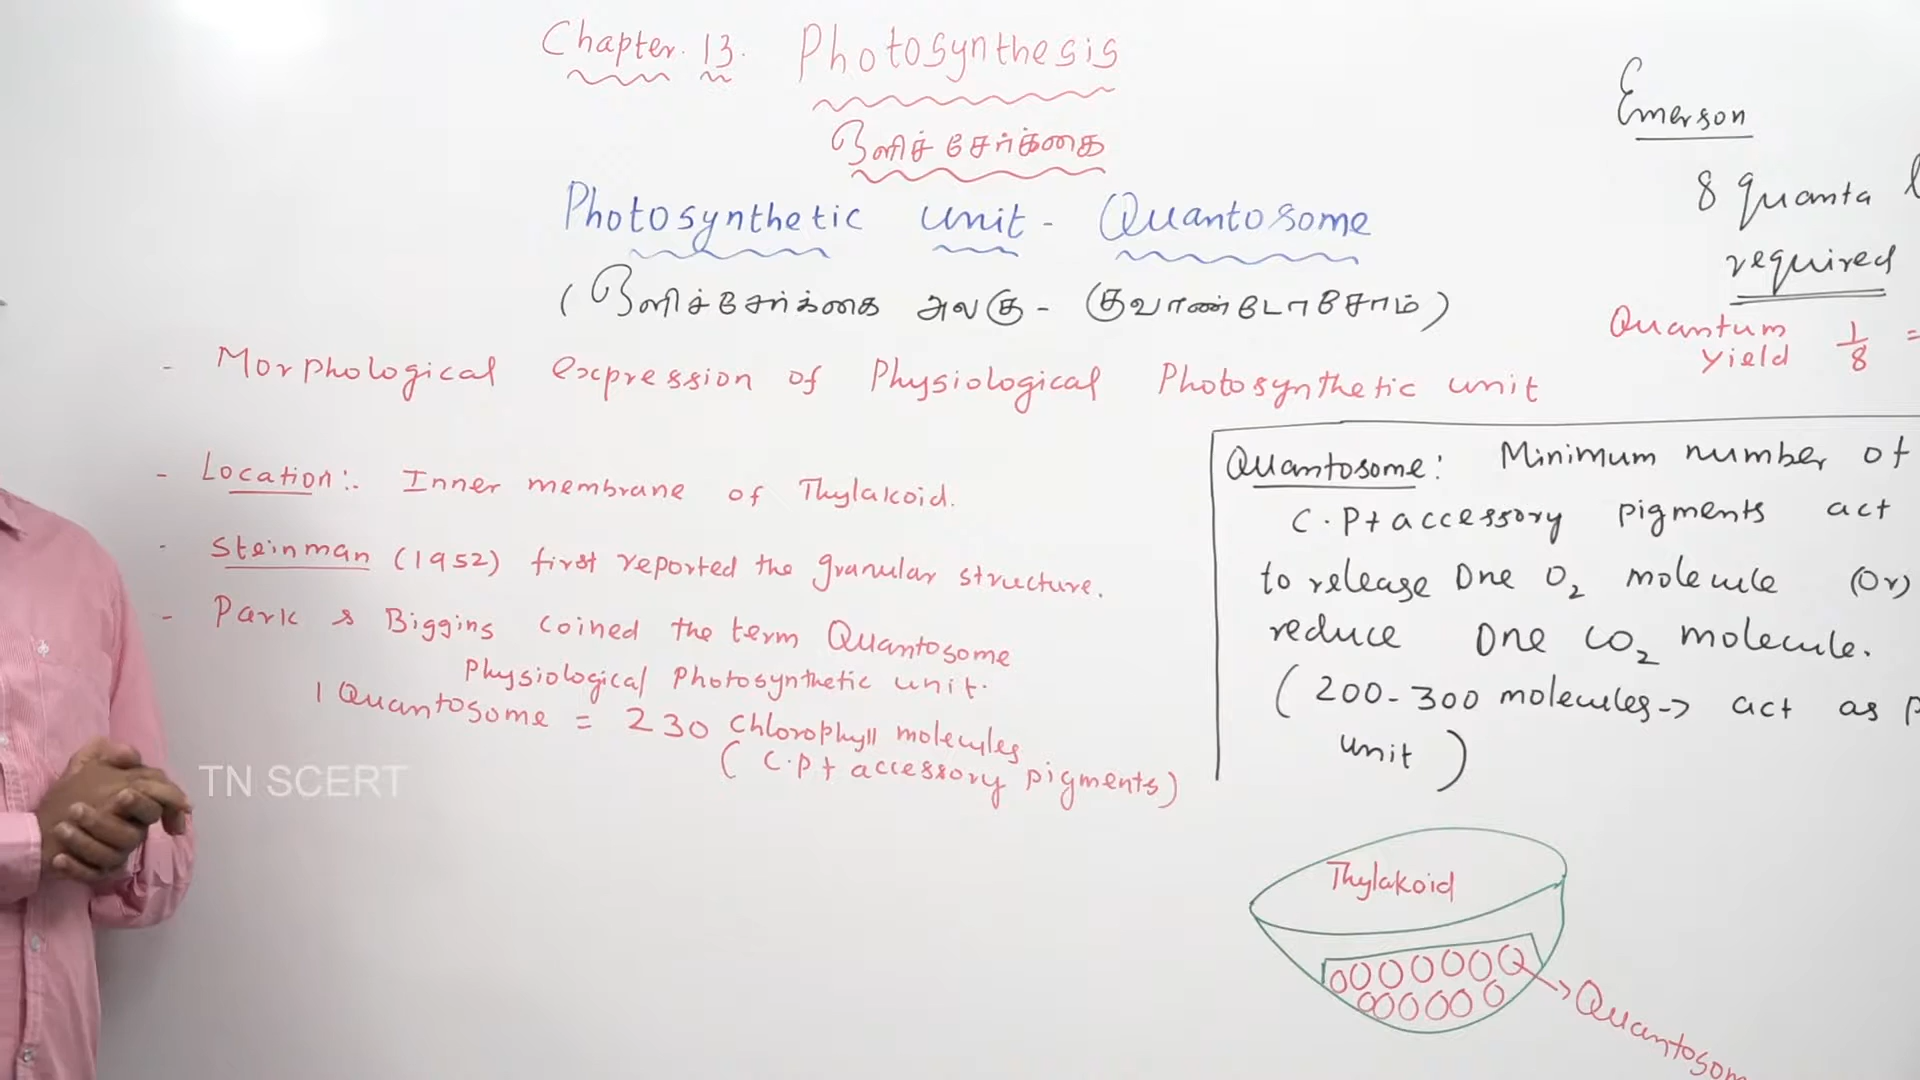 Chapter. 13. Photosynthesis
ஒளிச்சேர்க்கை
Photosynthetic unit - Quantosome
(ஒளிச்சேர்க்கை அலகு - குவாண்டோசோம்)
- Morphological expression of Physiological Photosynthetic unit
- Location:- Inner membrane of Thylakoid.
- Steinman (1952) first reported the granular structure.
- Park & Biggins coined the term Quantosome
Physiological Photosynthetic unit.
1 Quantosome = 230 Chlorophyll molecules
(C.P + accessory pigments)
TN SCERT
Emerson
8 quanta
required
Quantum
yield 1/8 =
Quantosome: Minimum number of
C.P + accessory pigments act
to release One O₂ molecule (Or)
reduce One CO₂ molecule.
(200-300 molecules -> act as
unit)
Thylakoid
Quantosom